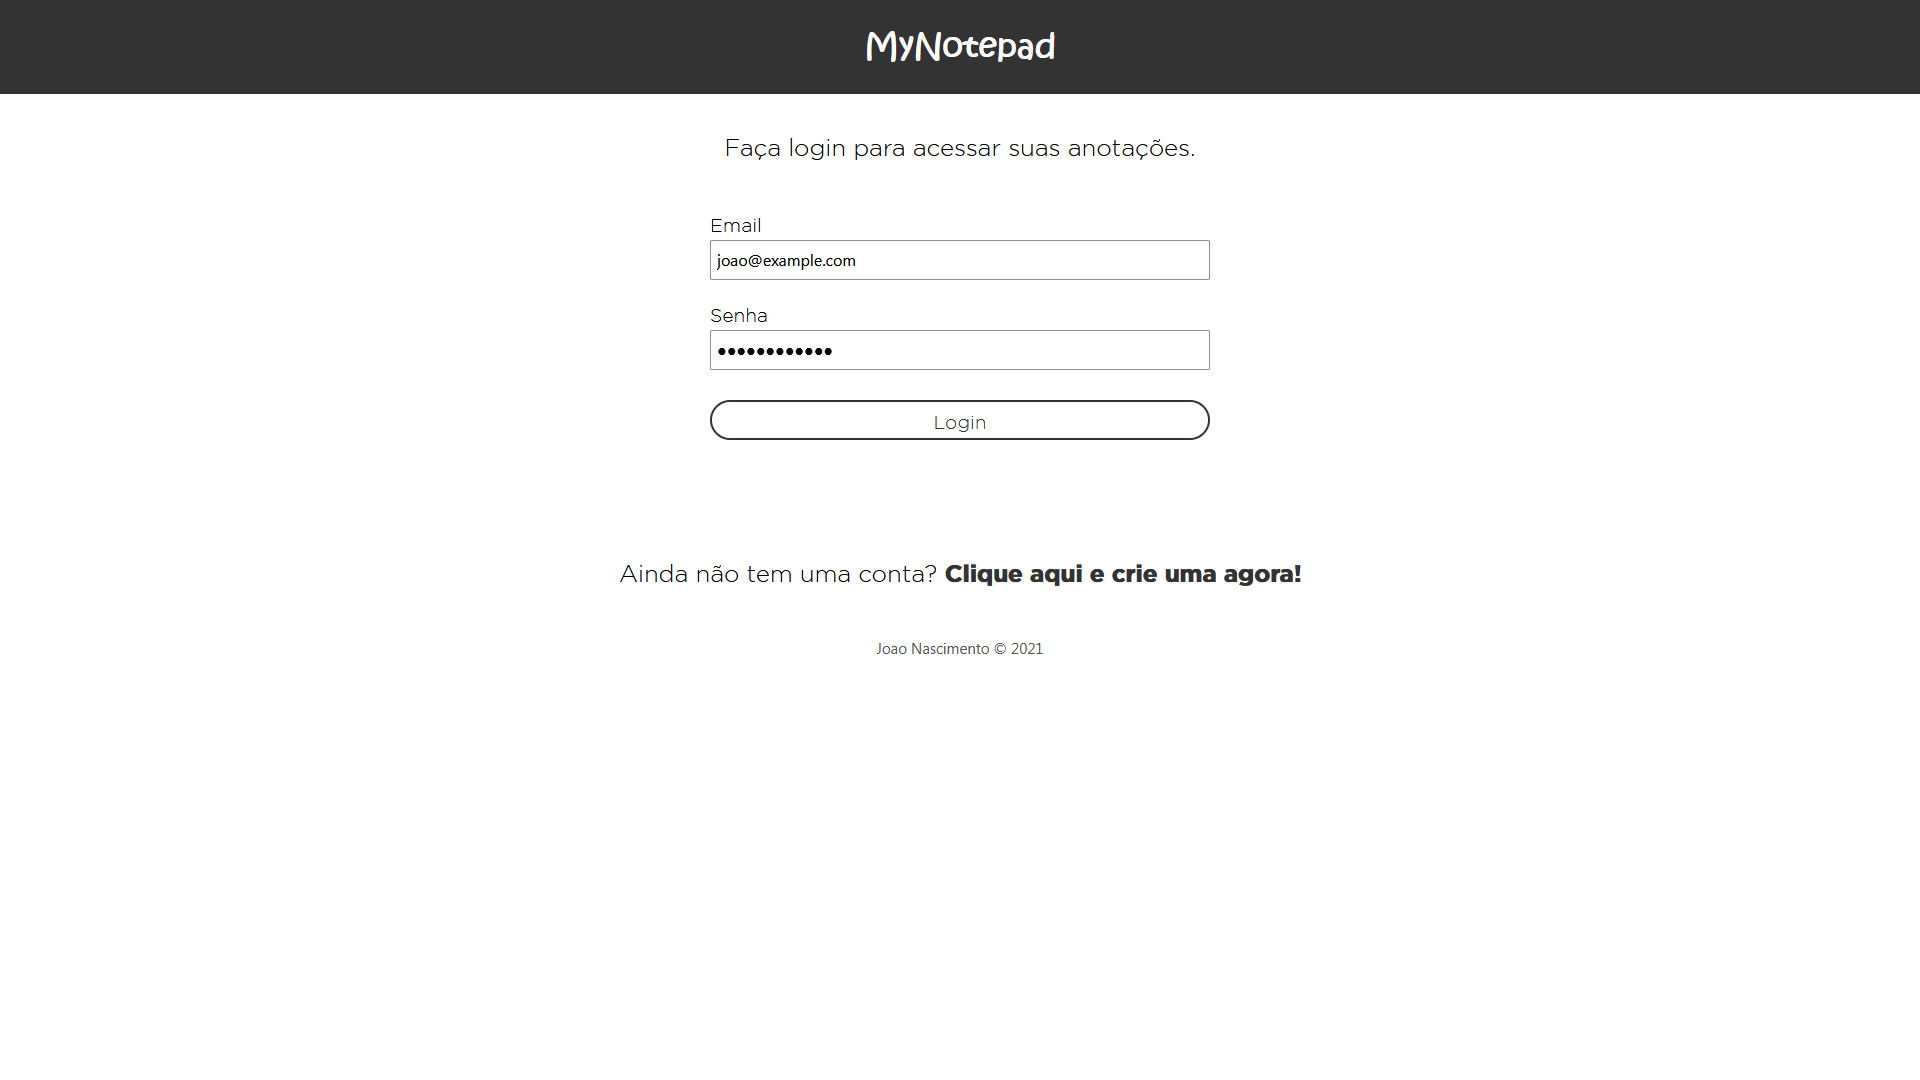 MyNotepad
Faça login para acessar suas anotações.
Email
joao@example.com
Senha
••••••••••••
Login
Ainda não tem uma conta? Clique aqui e crie uma agora!
Joao Nascimento © 2021